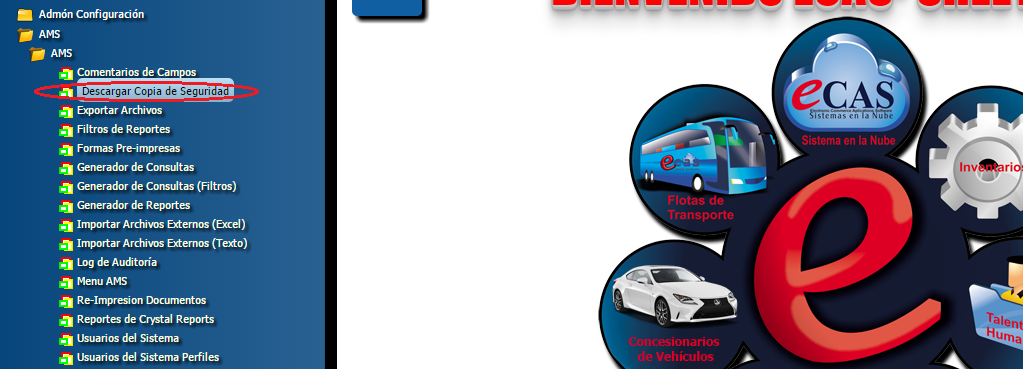 Admón Configuración
AMS
AMS
Comentarios de Campos
Descargar Copia de Seguridad
Exportar Archivos
Filtros de Reportes
Formas Pre-impresas
Generador de Consultas
Generador de Consultas (Filtros)
Generador de Reportes
Importar Archivos Externos (Excel)
Importar Archivos Externos (Texto)
Log de Auditoría
Menu AMS
Re-Impresion Documentos
Reportes de Crystal Reports
Usuarios del Sistema
Usuarios del Sistema Perfiles
BIENVENIDO
eCAS
Electronic Commerce Aplications Software
Sistemas en la Nube
Sistema en la Nube
ecas
Flotas de
Transporte
Inventarios
e
Concesionarios
de Vehículos
Talent
Huma